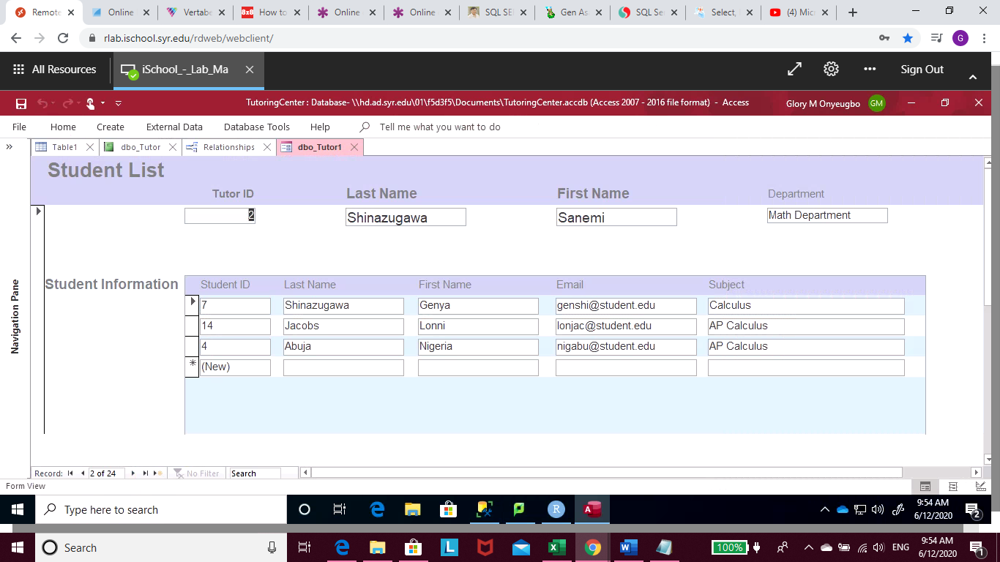 Remote Online Vertabe How to Online Online SQL SE Gen As SQL Se Select, (4) Mic
rlab.ischool.syr.edu/rdweb/webclient/ G
All Resources iSchool_-_Lab_Ma Sign Out
TutoringCenter : Database- \\hd.ad.syr.edu\01\f5d3f5\Documents\TutoringCenter.accdb (Access 2007 - 2016 file format) - Access Glory M Onyeugbo GM
File Home Create External Data Database Tools Help Tell me what you want to do
Table1 dbo_Tutor Relationships dbo_Tutor1
Student List
Tutor ID Last Name First Name Department
2 Shinazugawa Sanemi Math Department
Navigation Pane
Student Information Student ID Last Name First Name Email Subject
7 Shinazugawa Genya genshi@student.edu Calculus
14 Jacobs Lonni lonjac@student.edu AP Calculus
4 Abuja Nigeria nigabu@student.edu AP Calculus
* (New)
Record: 2 of 24 No Filter Search
Form View
Type here to search R A 9:54 AM
6/12/2020 2
Search L 100% ENG 9:54 AM
6/12/2020 1